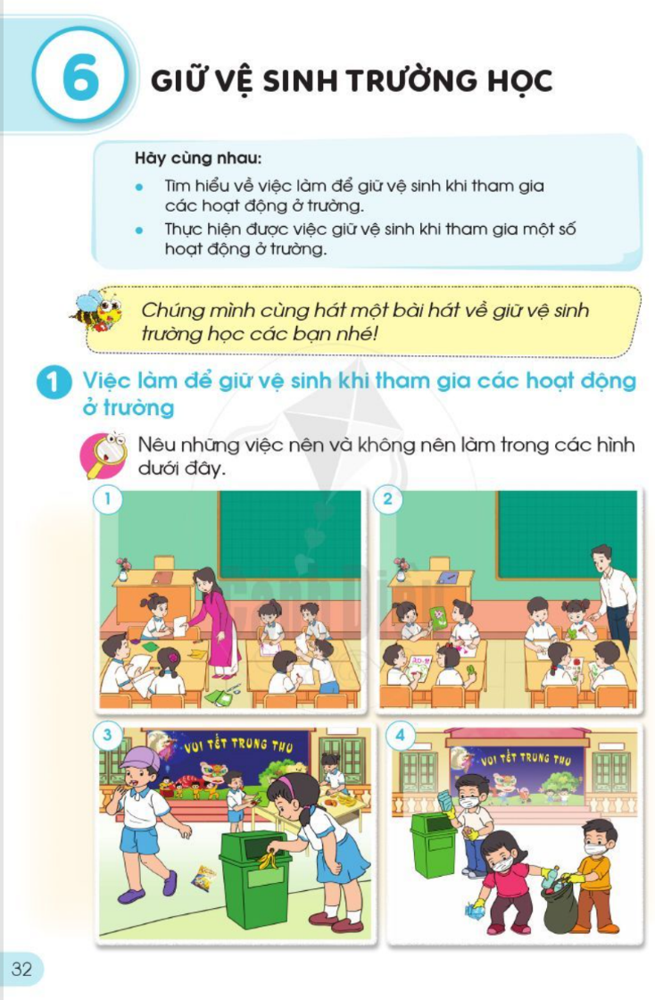 6
GIỮ VỆ SINH TRƯỜNG HỌC
Hãy cùng nhau:
• Tìm hiểu về việc làm để giữ vệ sinh khi tham gia
các hoạt động ở trường.
• Thực hiện được việc giữ vệ sinh khi tham gia một số
hoạt động ở trường.
Chúng mình cùng hát một bài hát về giữ vệ sinh
trường học các bạn nhé!
1 Việc làm để giữ vệ sinh khi tham gia các hoạt động
ở trường
Nêu những việc nên và không nên làm trong các hình
dưới đây.
1
2
Cánh Diều
20-11
3
VUI TẾT TRUNG THU
4
VUI TẾT TRUNG THU
32